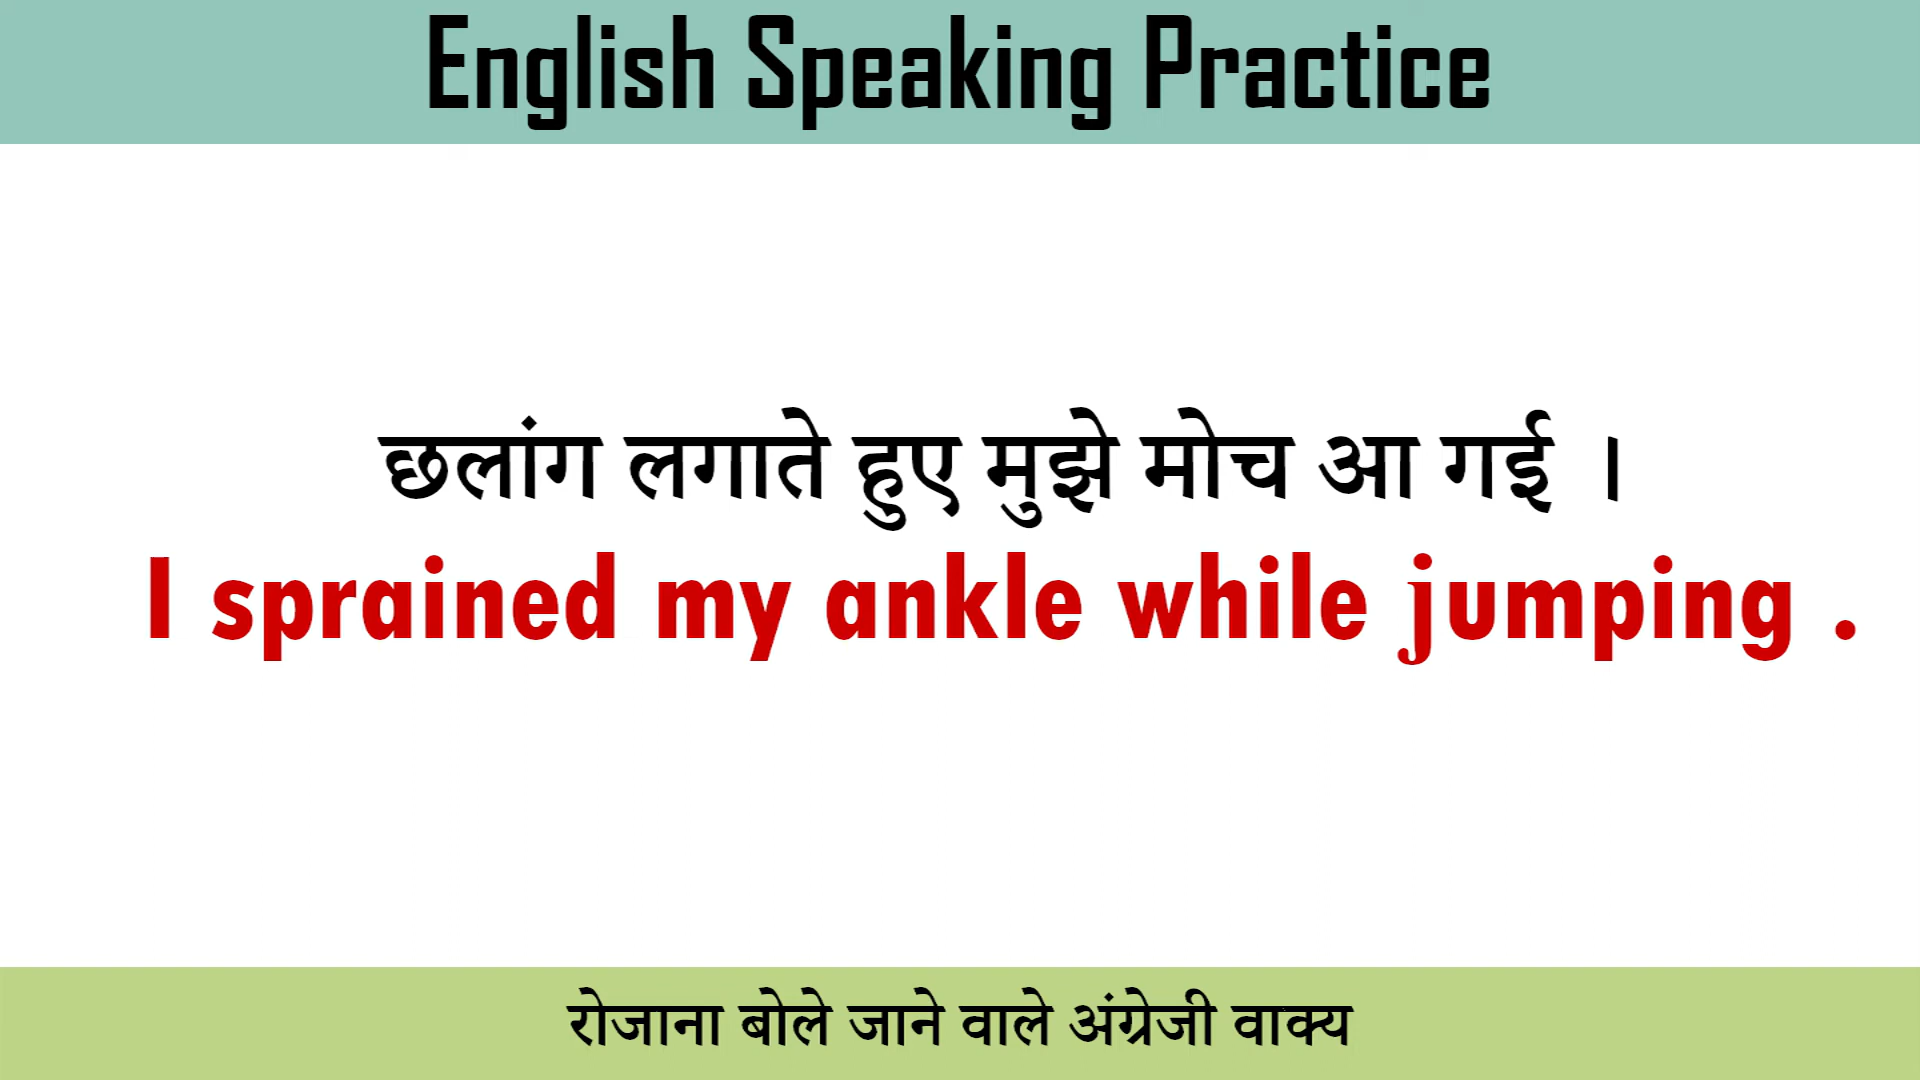 English Speaking Practice
छलांग लगाते हुए मुझे मोच आ गई ।
I sprained my ankle while jumping .
रोजाना बोले जाने वाले अंग्रेजी वाक्य